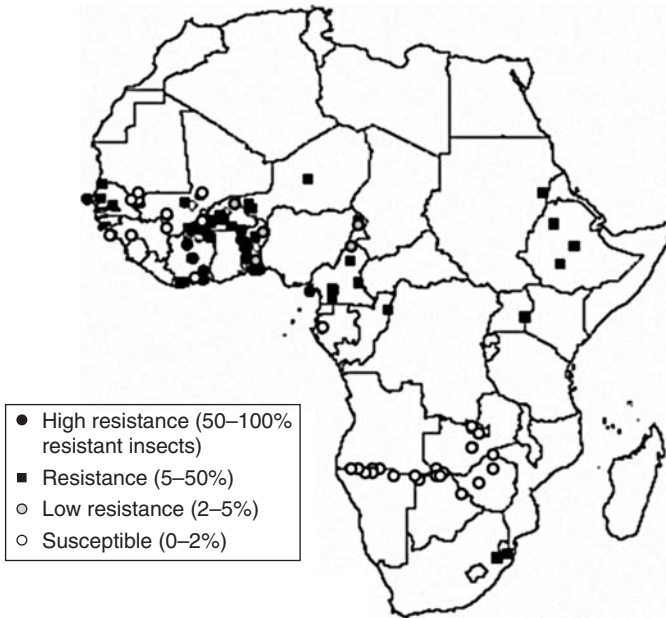 High resistance (50–100%
resistant insects)
Resistance (5–50%)
Low resistance (2–5%)
Susceptible (0–2%)